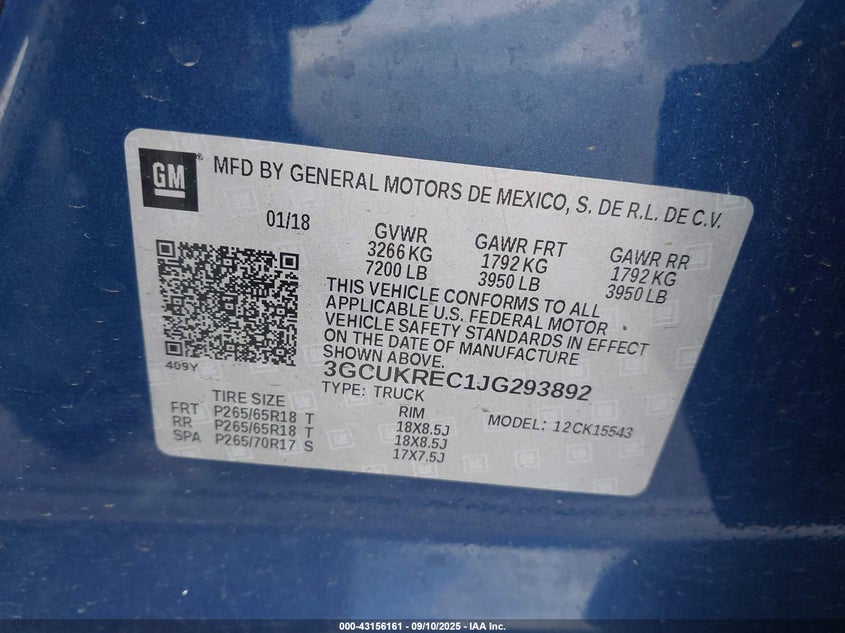 GM ® MFD BY GENERAL MOTORS DE MEXICO, S. DE R.L. DE C.V.
01/18
GVWR GAWR FRT GAWR RR
3266 KG 1792 KG 1792 KG
7200 LB 3950 LB 3950 LB
THIS VEHICLE CONFORMS TO ALL
APPLICABLE U.S. FEDERAL MOTOR
VEHICLE SAFETY STANDARDS IN EFFECT
ON THE DATE OF MANUFACTURE
SHOWN ABOVE.
409Y
3GCUKREC1JG293892
TYPE: TRUCK
TIRE SIZE RIM
FRT P265/65R18 T 18X8.5J
RR P265/65R18 T 18X8.5J
SPA P265/70R17 S 17X7.5J
MODEL: 12CK15543
000-43156161 - 09/10/2025 - IAA Inc.